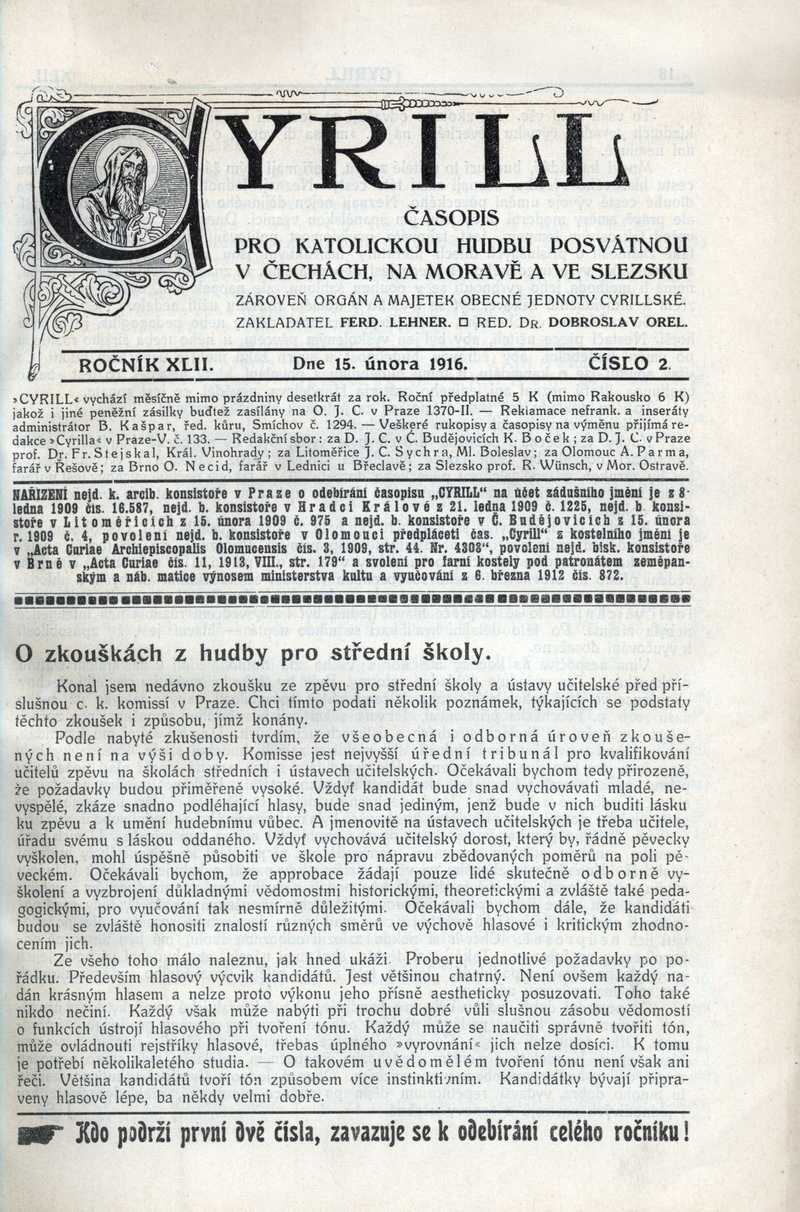 CYRILL
ČASOPIS
PRO KATOLICKOU HUDBU POSVÁTNOU
V ČECHÁCH, NA MORAVĚ A VE SLEZSKU
ZÁROVEŇ ORGÁN A MAJETEK OBECNÉ JEDNOTY CYRILLSKÉ.
ZAKLADATEL FERD. LEHNER. □ RED. DR. DOBROSLAV OREL.
ROČNÍK XLII. Dne 15. února 1916. ČÍSLO 2.
»CYRILL« vychází měsíčně mimo prázdniny desetkrát za rok. Roční předplatné 5 K (mimo Rakousko 6 K)
jakož i jiné peněžní zásilky buďtež zasílány na O. J. C. v Praze 1370-II. — Reklamace nefrank. a inseráty
administrátor B. Kašpar, řed. kůru, Smíchov č. 1294. — Veškeré rukopisy a časopisy na výměnu přijímá re-
dakce »Cyrilla« v Praze-V. č. 133. — Redakční sbor: za D. J. C. v Č. Budějovicích K. Boček; za D. J. C. v Praze
prof. Dr. Fr. Stejskal, Král. Vinohrady; za Litoměřice J. C. Sychra, Ml. Boleslav; za Olomouc A. Parma,
farář v Řešově; za Brno O. Necid, farář v Lednici u Břeclavě; za Slezsko prof. R. Wünsch, v Mor. Ostravě.
NAŘÍZENÍ nejd. k. arcib. konsistoře v Praze o odebírání časopisu „CYRILL“ na účet zádušního jmění je z 8·
ledna 1909 čís. 16.587, nejd. b. konsistoře v Hradci Králové z 21. ledna 1909 č. 1225, nejd. b konsi-
stoře v Litoměřicích z 15. února 1909 č. 975 a nejd. b. konsistoře v Č. Budějovicích z 15. února
r. 1909 č. 4, povolení nejd. b. konsistoře v Olomouci předpláceti čas. „Cyrill“ z kostelního jmění je
v „Acta Curiae Archiepiscopalis Olomucensis čís. 3, 1909, str. 44. Nr. 4303“, povolení nejd. bisk. konsistoře
v Brně v „Acta Curiae čís. 11, 1913, VIII., str. 179“ a svolení pro farní kostely pod patronátem zeměpan-
ským a náb. matice výnosem ministerstva kultu a vyučování z 6. března 1912 čís. 872.
O zkouškách z hudby pro střední školy.
Konal jsem nedávno zkoušku ze zpěvu pro střední školy a ústavy učitelské před pří-
slušnou c. k. komissí v Praze. Chci tímto podati několik poznámek, týkajících se podstaty
těchto zkoušek i způsobu, jímž konány.
Podle nabyté zkušenosti tvrdím, že všeobecná i odborná úroveň zkouše-
ných není na výši doby. Komisse jest nejvyšší úřední tribunál pro kvalifikování
učitelů zpěvu na školách středních i ústavech učitelských. Očekávali bychom tedy přirozeně,
že požadavky budou přiměřeně vysoké. Vždyť kandidát bude snad vychovávati mladé, ne-
vyspělé, zkáze snadno podléhající hlasy, bude snad jediným, jenž bude v nich buditi lásku
ku zpěvu a k umění hudebnímu vůbec. A jmenovitě na ústavech učitelských je třeba učitele,
úřadu svému s láskou oddaného. Vždyť vychovává učitelský dorost, který by, řádně pěvecky
vyškolen, mohl úspěšně působiti ve škole pro nápravu zbědovaných poměrů na poli pě-
veckém. Očekávali bychom, že approbace žádají pouze lidé skutečně odborně vy-
školení a vyzbrojení důkladnými vědomostmi historickými, theoretickými a zvláště také peda-
gogickými, pro vyučování tak nesmírně důležitými. Očekávali bychom dále, že kandidáti
budou se zvláště honositi znalostí různých směrů ve výchově hlasové i kritickým zhodno-
cením jich.
Ze všeho toho málo naleznu, jak hned ukáži. Proberu jednotlivé požadavky po po-
řádku. Především hlasový výcvik kandidátů. Jest většinou chatrný. Není ovšem každý na-
dán krásným hlasem a nelze proto výkonu jeho přísně aestheticky posuzovati. Toho také
nikdo nečiní. Každý však může nabýti při trochu dobré vůli slušnou zásobu vědomostí
o funkcích ústrojí hlasového při tvoření tónu. Každý může se naučiti správně tvořiti tón,
může ovládnouti rejstříky hlasové, třebas úplného »vyrovnání« jich nelze dosíci. K tomu
je potřebí několikaletého studia. — O takovém uvědomělém tvoření tónu není však ani
řeči. Většina kandidátů tvoří tón způsobem více instinktivním. Kandidátky bývají připra-
veny hlasově lépe, ba někdy velmi dobře.
Kdo podrží první dvě čísla, zavazuje se k odebírání celého ročníku!